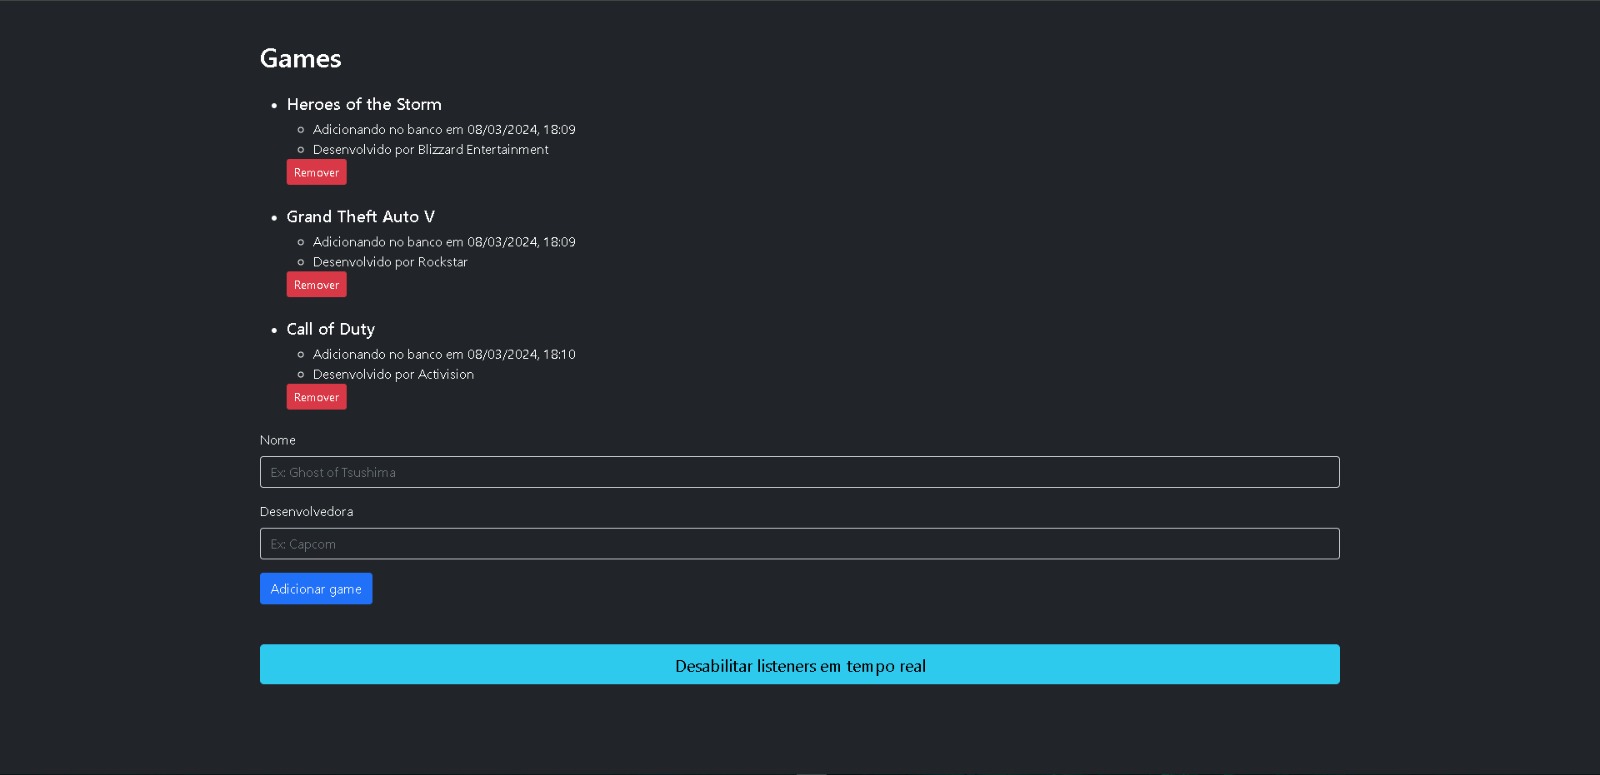 Games
Heroes of the Storm
Adicionando no banco em 08/03/2024, 18:09
Desenvolvido por Blizzard Entertainment
Remover
Grand Theft Auto V
Adicionando no banco em 08/03/2024, 18:09
Desenvolvido por Rockstar
Remover
Call of Duty
Adicionando no banco em 08/03/2024, 18:10
Desenvolvido por Activision
Remover
Nome
Ex: Ghost of Tsushima
Desenvolvedora
Ex: Capcom
Adicionar game
Desabilitar listeners em tempo real